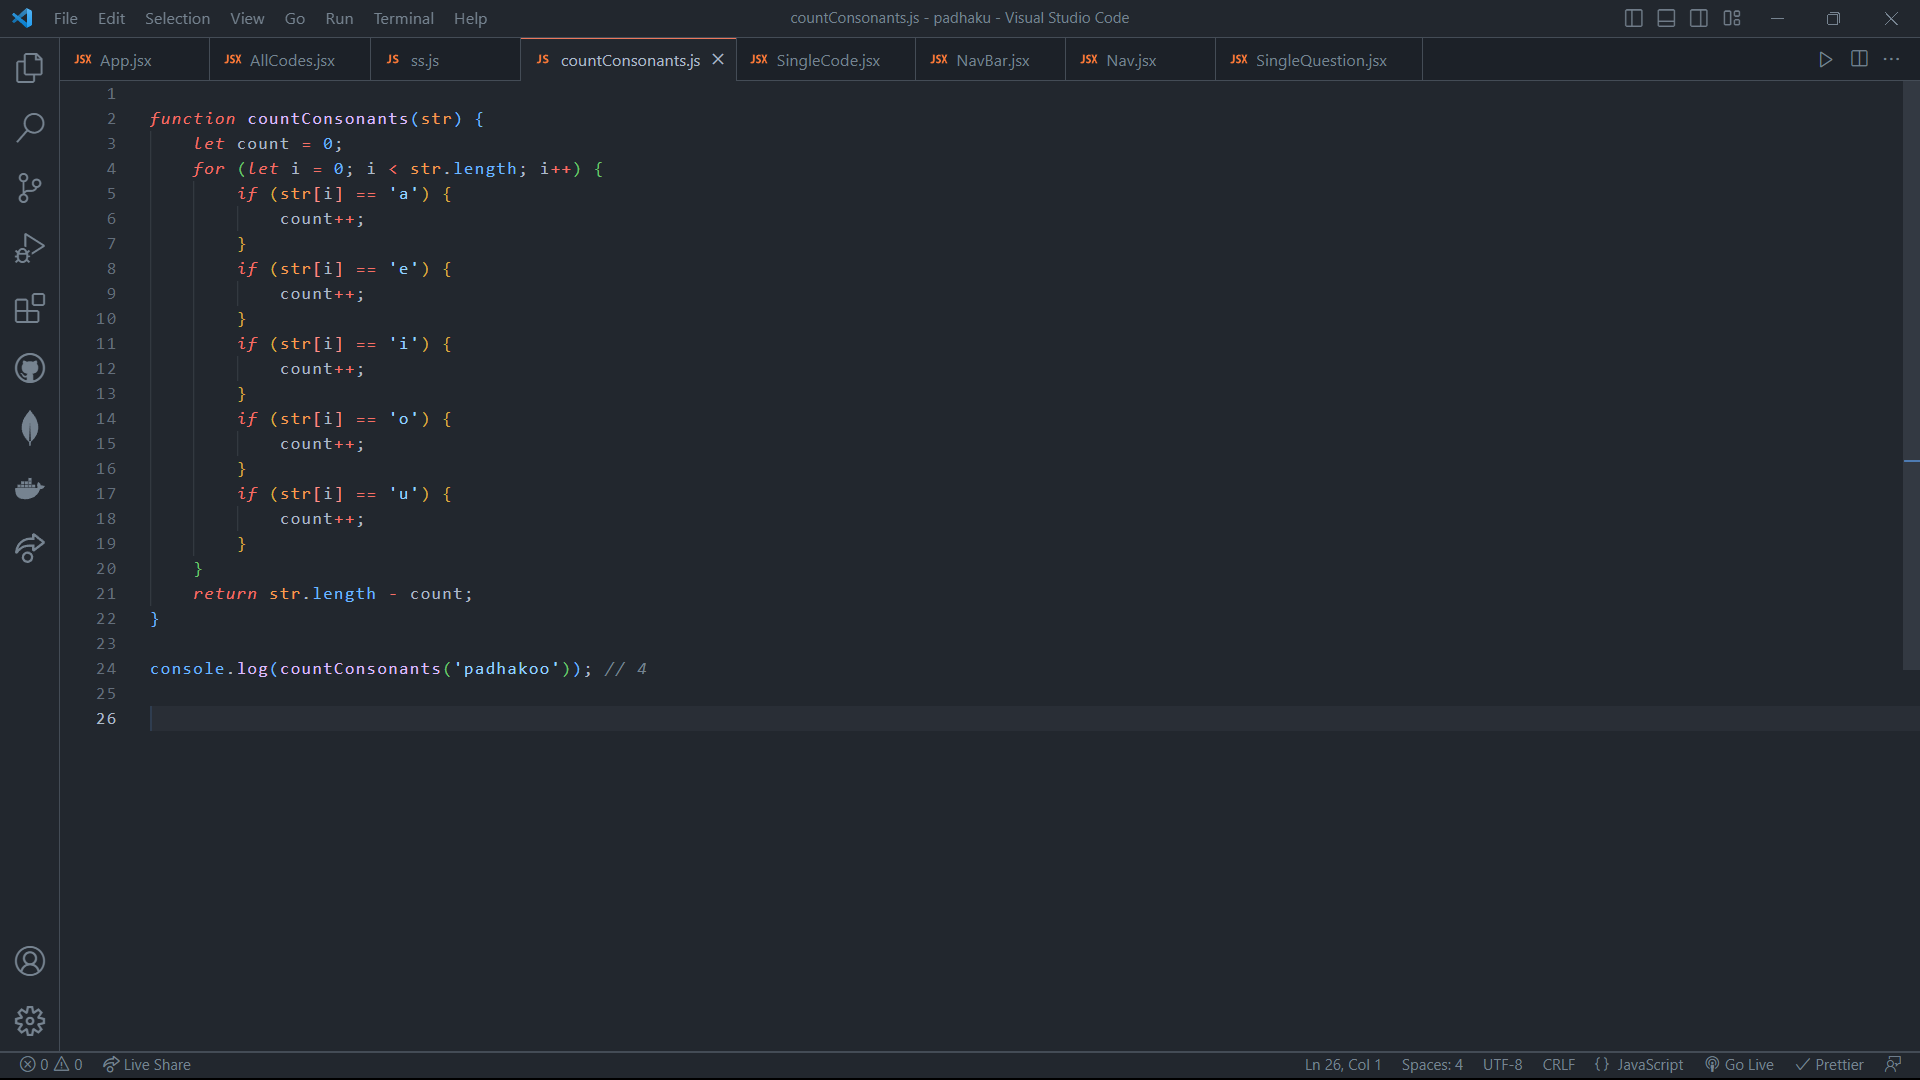 File Edit Selection View Go Run Terminal Help countConsonants.js - padhaku - Visual Studio Code
JSX App.jsx JSX AllCodes.jsx JS ss.js JS countConsonants.js JSX SingleCode.jsx JSX NavBar.jsx JSX Nav.jsx JSX SingleQuestion.jsx
1
2 function countConsonants(str) {
3     let count = 0;
4     for (let i = 0; i < str.length; i++) {
5         if (str[i] == 'a') {
6             count++;
7         }
8         if (str[i] == 'e') {
9             count++;
10         }
11         if (str[i] == 'i') {
12             count++;
13         }
14         if (str[i] == 'o') {
15             count++;
16         }
17         if (str[i] == 'u') {
18             count++;
19         }
20     }
21     return str.length - count;
22 }
23
24 console.log(countConsonants('padhakoo')); // 4
25
26
0 0 Live Share Ln 26, Col 1 Spaces: 4 UTF-8 CRLF {} JavaScript Go Live Prettier